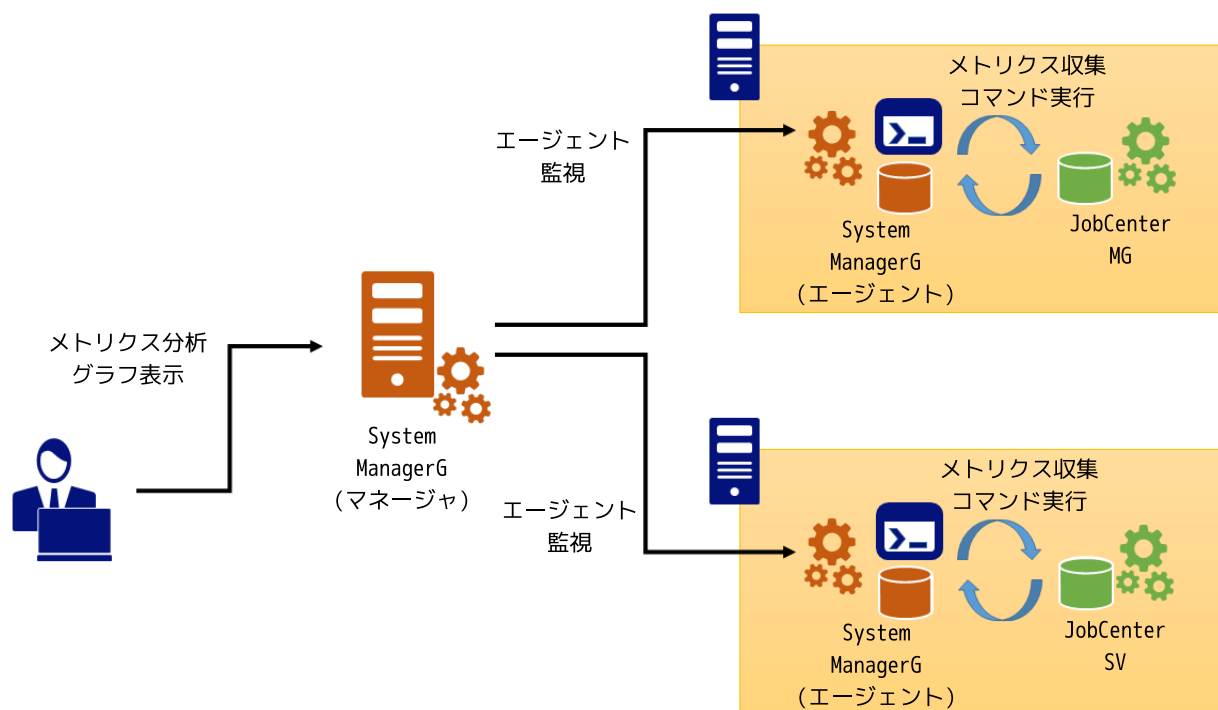 メトリクス分析
グラフ表示
System
ManagerG
(マネージャ)
エージェント
監視
メトリクス収集
コマンド実行
System
ManagerG
(エージェント)
JobCenter
MG
エージェント
監視
メトリクス収集
コマンド実行
System
ManagerG
(エージェント)
JobCenter
SV